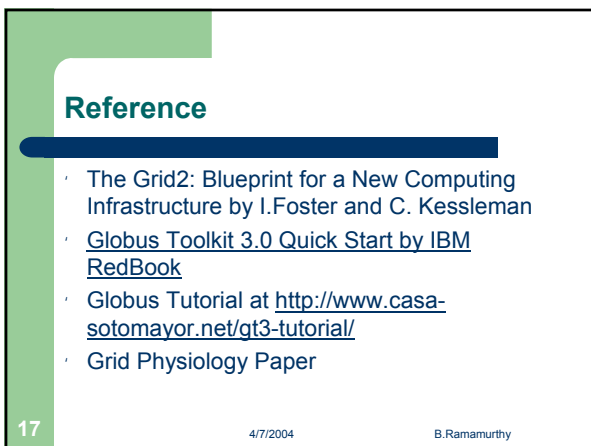 Reference
The Grid2: Blueprint for a New Computing
Infrastructure by I.Foster and C. Kessleman
Globus Toolkit 3.0 Quick Start by IBM
RedBook
Globus Tutorial at http://www.casa-
sotomayor.net/gt3-tutorial/
Grid Physiology Paper
17
4/7/2004
B.Ramamurthy